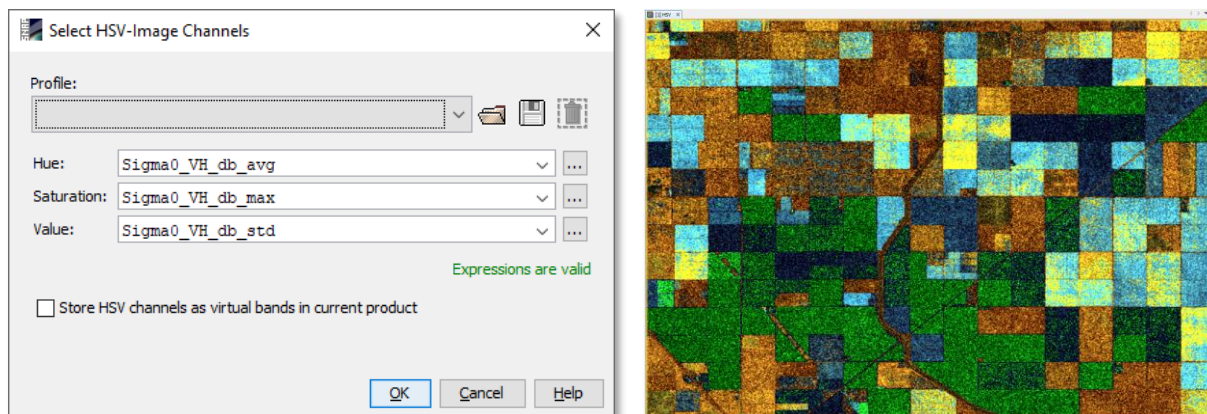 Select HSV-Image Channels
Profile:
Hue: Sigma0_VH_db_avg ...
Saturation: Sigma0_VH_db_max ...
Value: Sigma0_VH_db_std ...
Expressions are valid
Store HSV channels as virtual bands in current product
OK Cancel Help